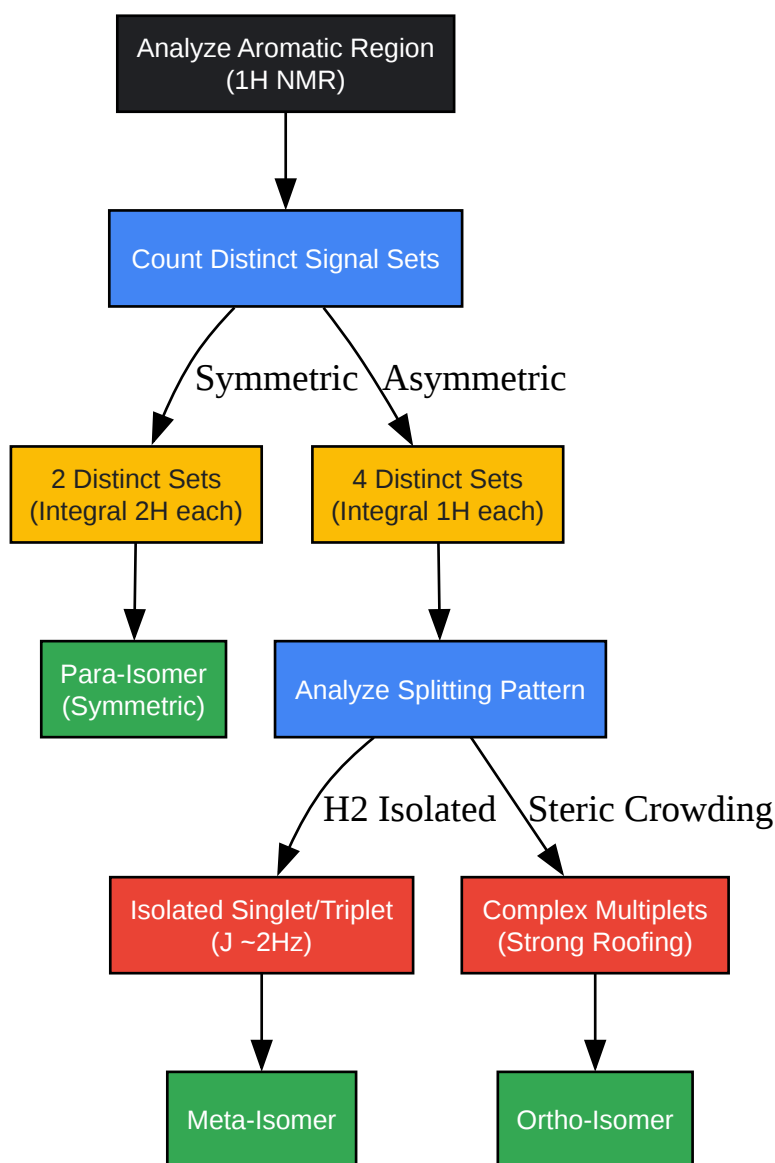 Analyze Aromatic Region
(1H NMR)
Count Distinct Signal Sets
Symmetric
Asymmetric
2 Distinct Sets
(Integral 2H each)
4 Distinct Sets
(Integral 1H each)
Para-Isomer
(Symmetric)
Analyze Splitting Pattern
H2 Isolated
Steric Crowding
Isolated Singlet/Triplet
(J ~2Hz)
Complex Multiplets
(Strong Roofing)
Meta-Isomer
Ortho-Isomer